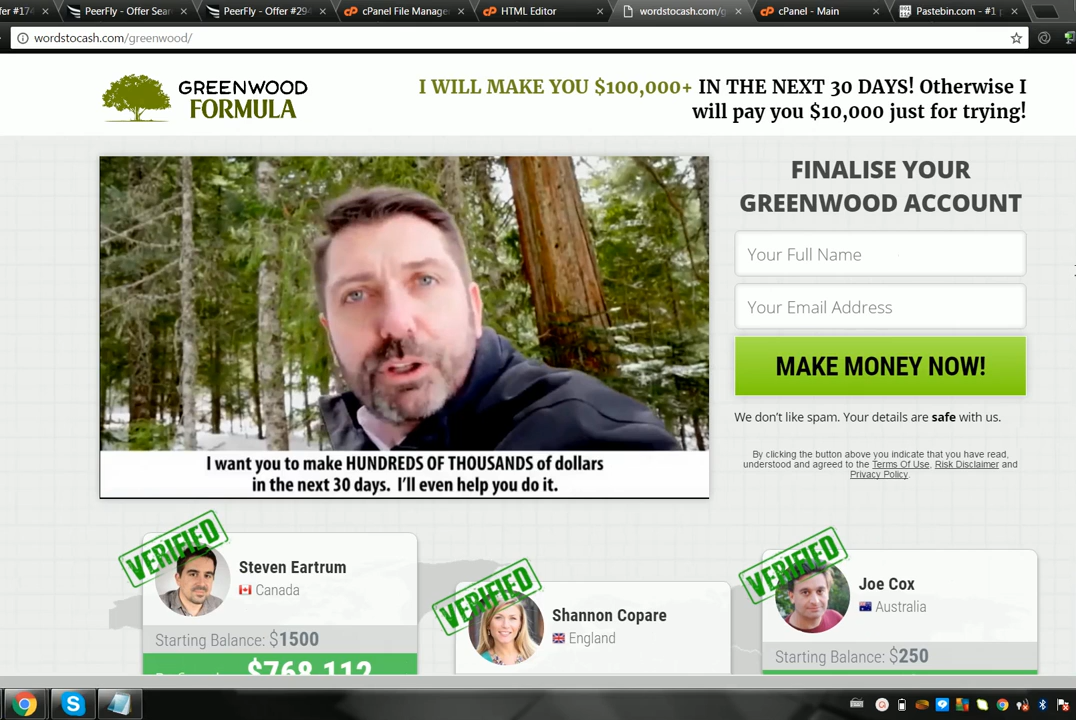 PeerFly - Offer Sear
PeerFly - Offer #294
cPanel File Manage
HTML Editor
wordstocash.com/g
cPanel - Main
Pastebin.com - #1 p
wordstocash.com/greenwood/
GREENWOOD
FORMULA
I WILL MAKE YOU $100,000+ IN THE NEXT 30 DAYS! Otherwise I
will pay you $10,000 just for trying!
I want you to make HUNDREDS OF THOUSANDS of dollars
in the next 30 days. I'll even help you do it.
FINALISE YOUR
GREENWOOD ACCOUNT
Your Full Name
Your Email Address
MAKE MONEY NOW!
We don't like spam. Your details are safe with us.
By clicking the button above you indicate that you have read,
understood and agreed to the Terms Of Use, Risk Disclaimer and
Privacy Policy.
VERIFIED
Steven Eartrum
Canada
Starting Balance: $1500
$768,112
VERIFIED
Shannon Copare
England
VERIFIED
Joe Cox
Australia
Starting Balance: $250